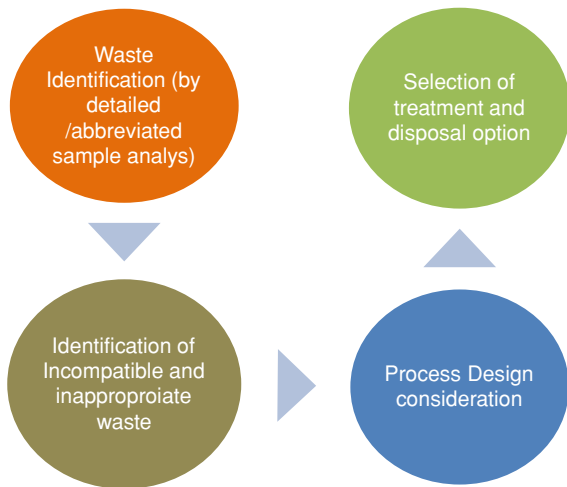 Waste
Identification (by
detailed
/abbreviated
sample analys)
Identification of
Incompatible and
inapproproiate
waste
Process Design
consideration
Selection of
treatment and
disposal option